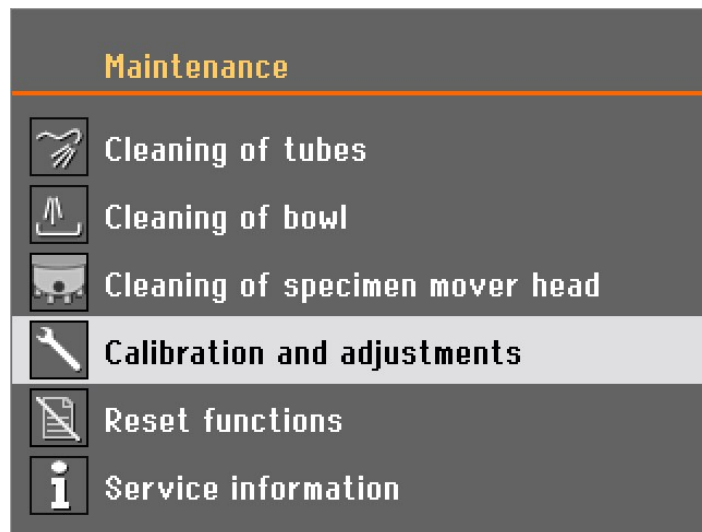 Maintenance
Cleaning of tubes
Cleaning of bowl
Cleaning of specimen mover head
Calibration and adjustments
Reset functions
Service information